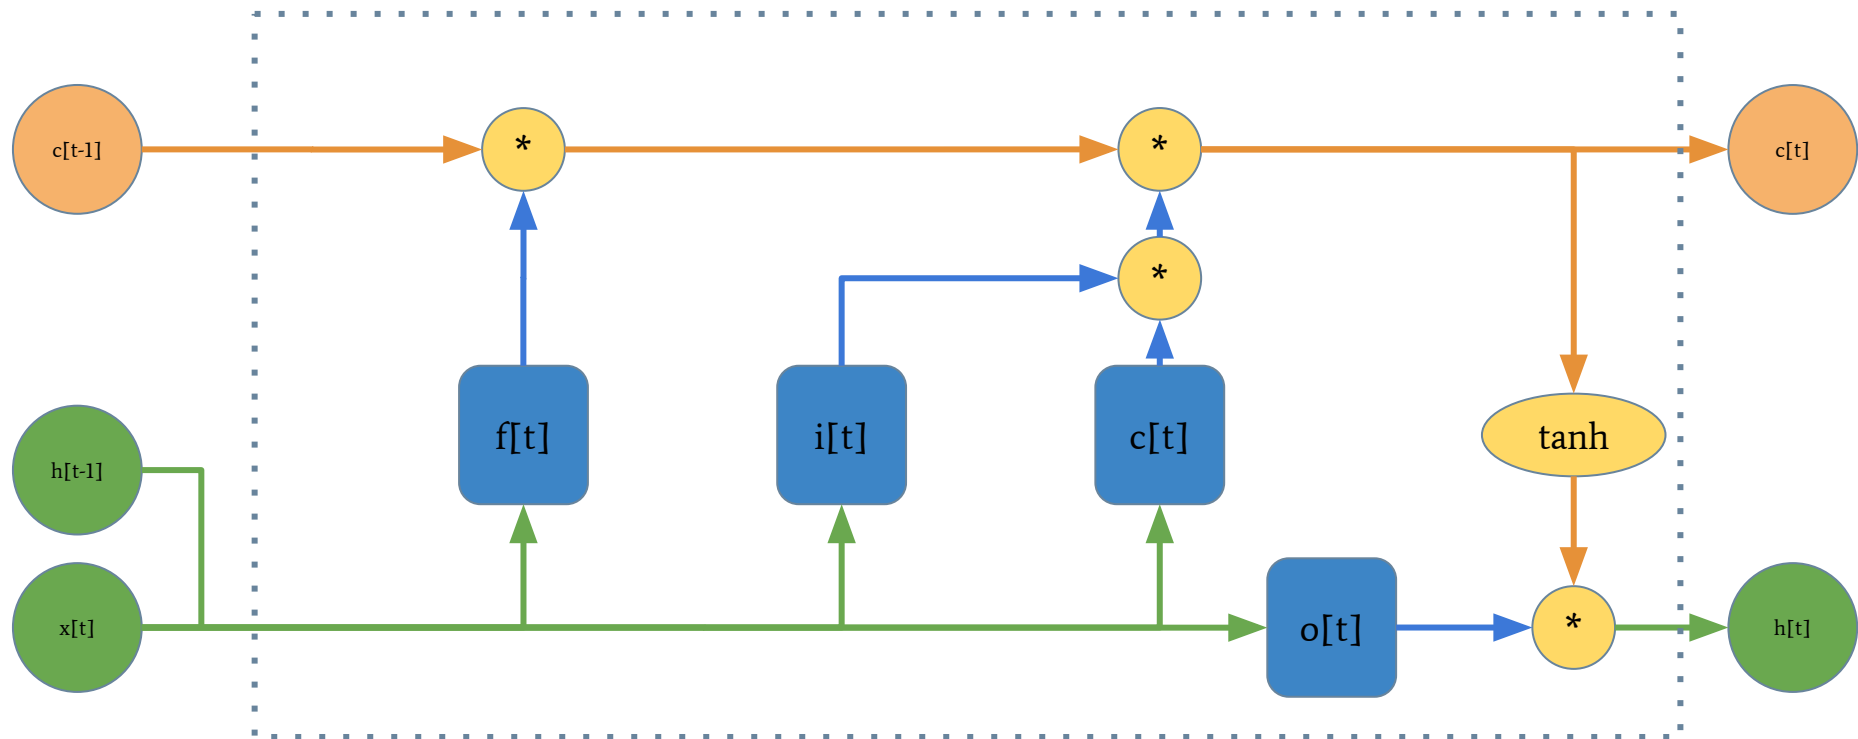 c[t-1]
*
*
c[t]
*
f[t]
i[t]
c[t]
tanh
h[t-1]
x[t]
o[t]
*
h[t]